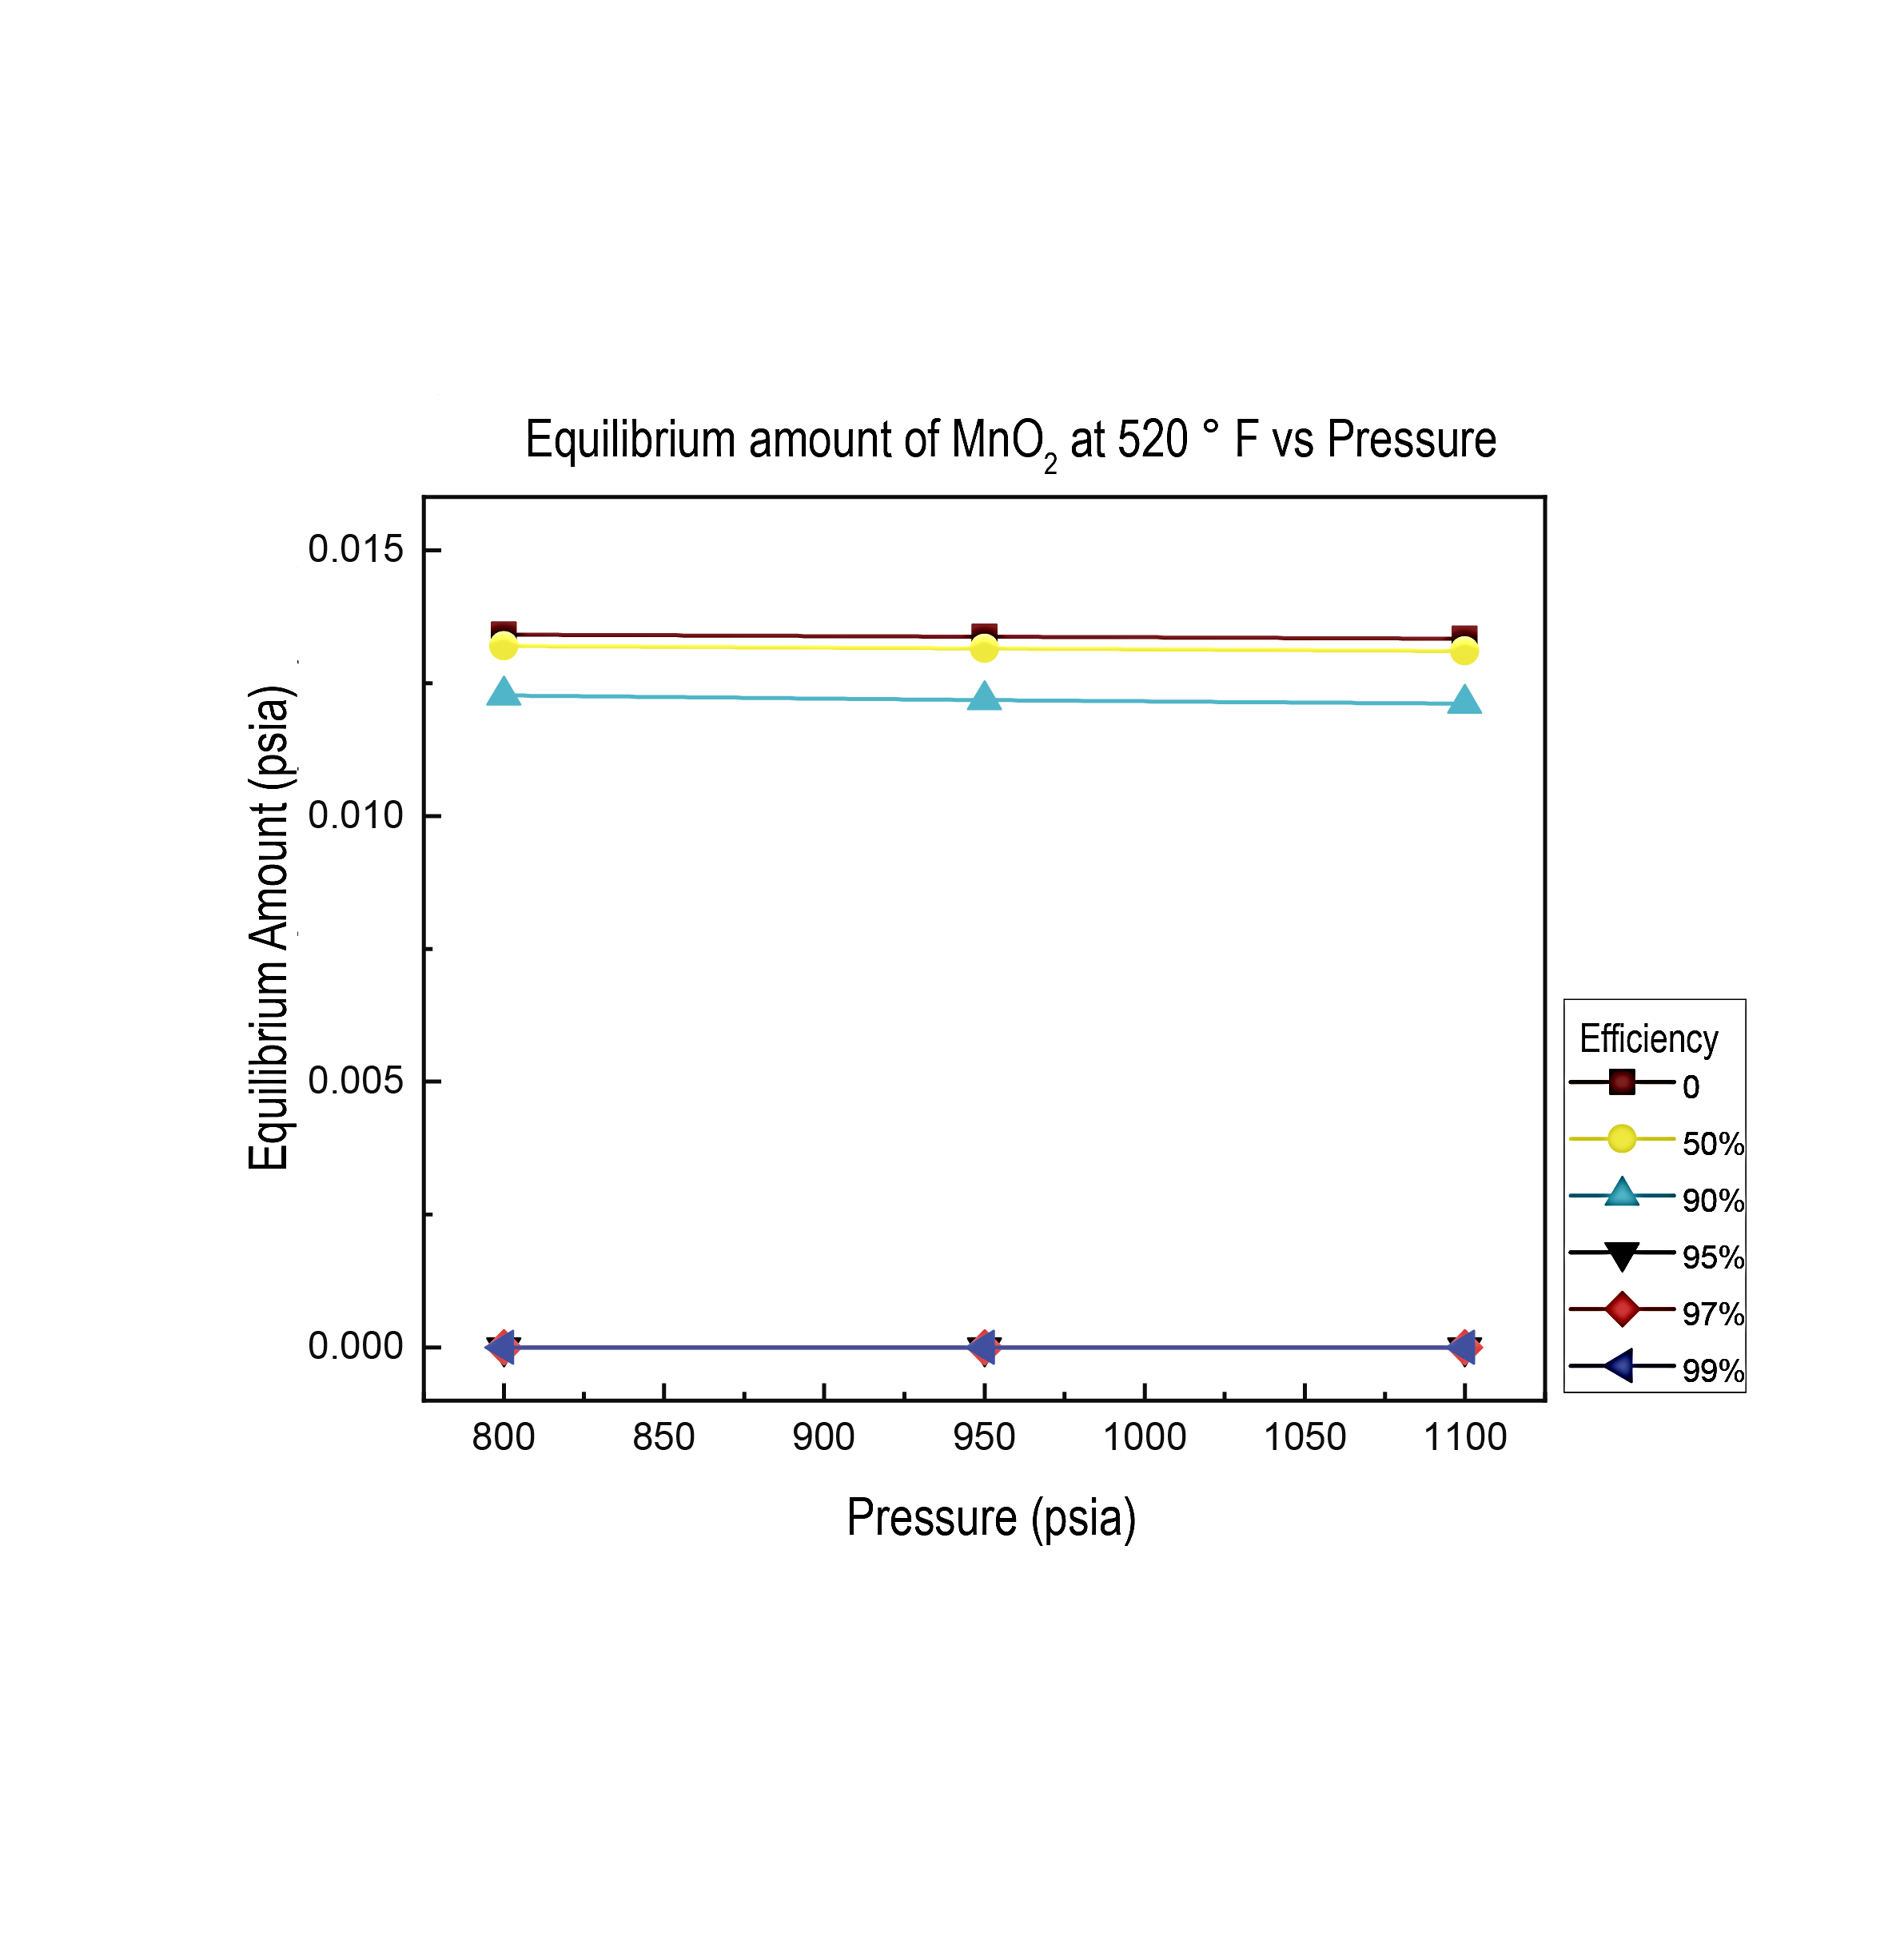 Equilibrium amount of MnO₂ at 520 ° F vs Pressure
Equilibrium Amount (psia)
0.015
0.010
0.005
0.000
800 850 900 950 1000 1050 1100
Pressure (psia)
Efficiency
0
50%
90%
95%
97%
99%